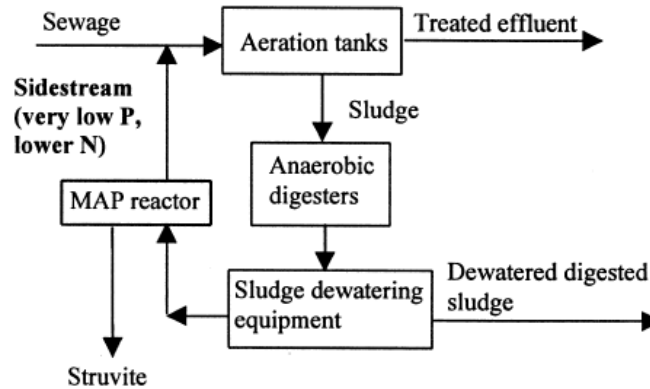 Sewage
Treated effluent
Aeration tanks
Sidestream
(very low P,
lower N)
Sludge
Anaerobic
digesters
MAP reactor
Sludge dewatering
equipment
Dewatered digested
sludge
Struvite